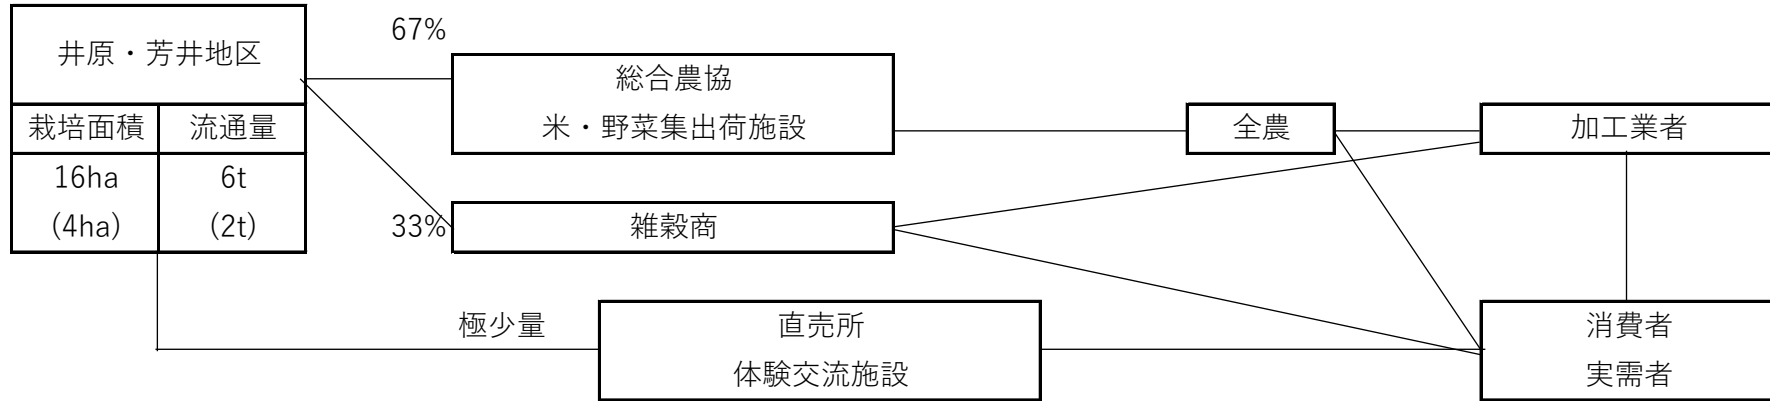 井原・芳井地区
栽培面積 流通量
16ha 6t
(4ha) (2t)
67%
総合農協
米・野菜集出荷施設
33%
雑穀商
極少量
直売所
体験交流施設
全農
加工業者
消費者
実需者